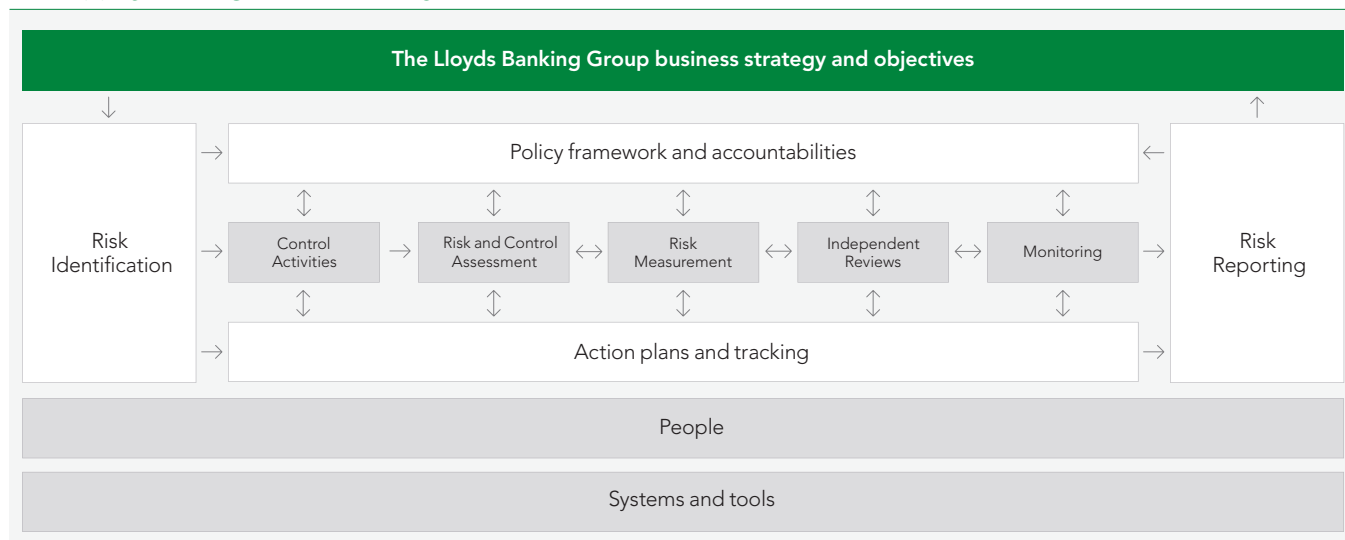 The Lloyds Banking Group business strategy and objectives
Policy framework and accountabilities
Risk
Identification
Control
Activities
Risk and Control
Assessment
Risk
Measurement
Independent
Reviews
Monitoring
Risk
Reporting
Action plans and tracking
People
Systems and tools